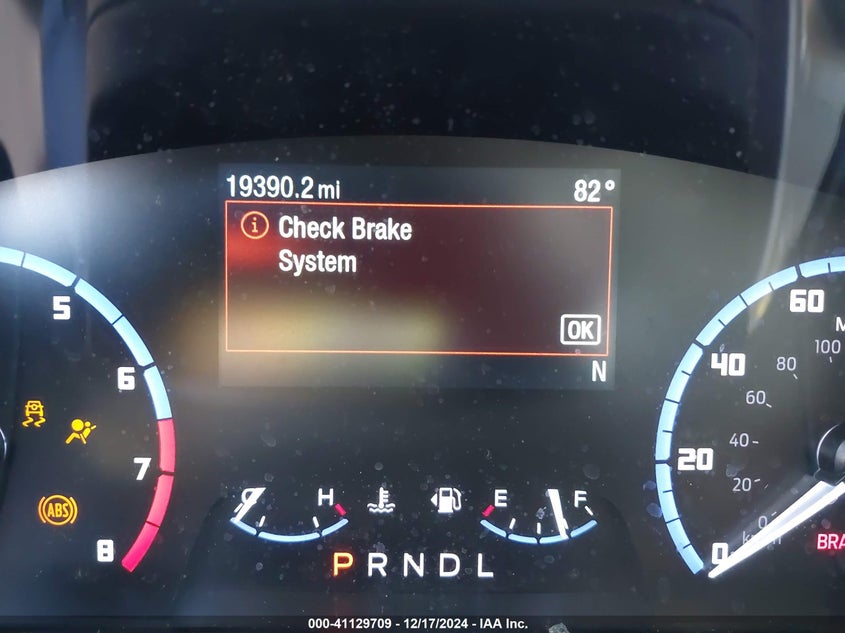 19390.2 mi 82°
Check Brake
System
OK
N
5
6
7
8
ABS
C H
E F
P R N D L
60
40
20
0
100
80
60
40
20
0
000-41129709 - 12/17/2024 - IAA Inc.